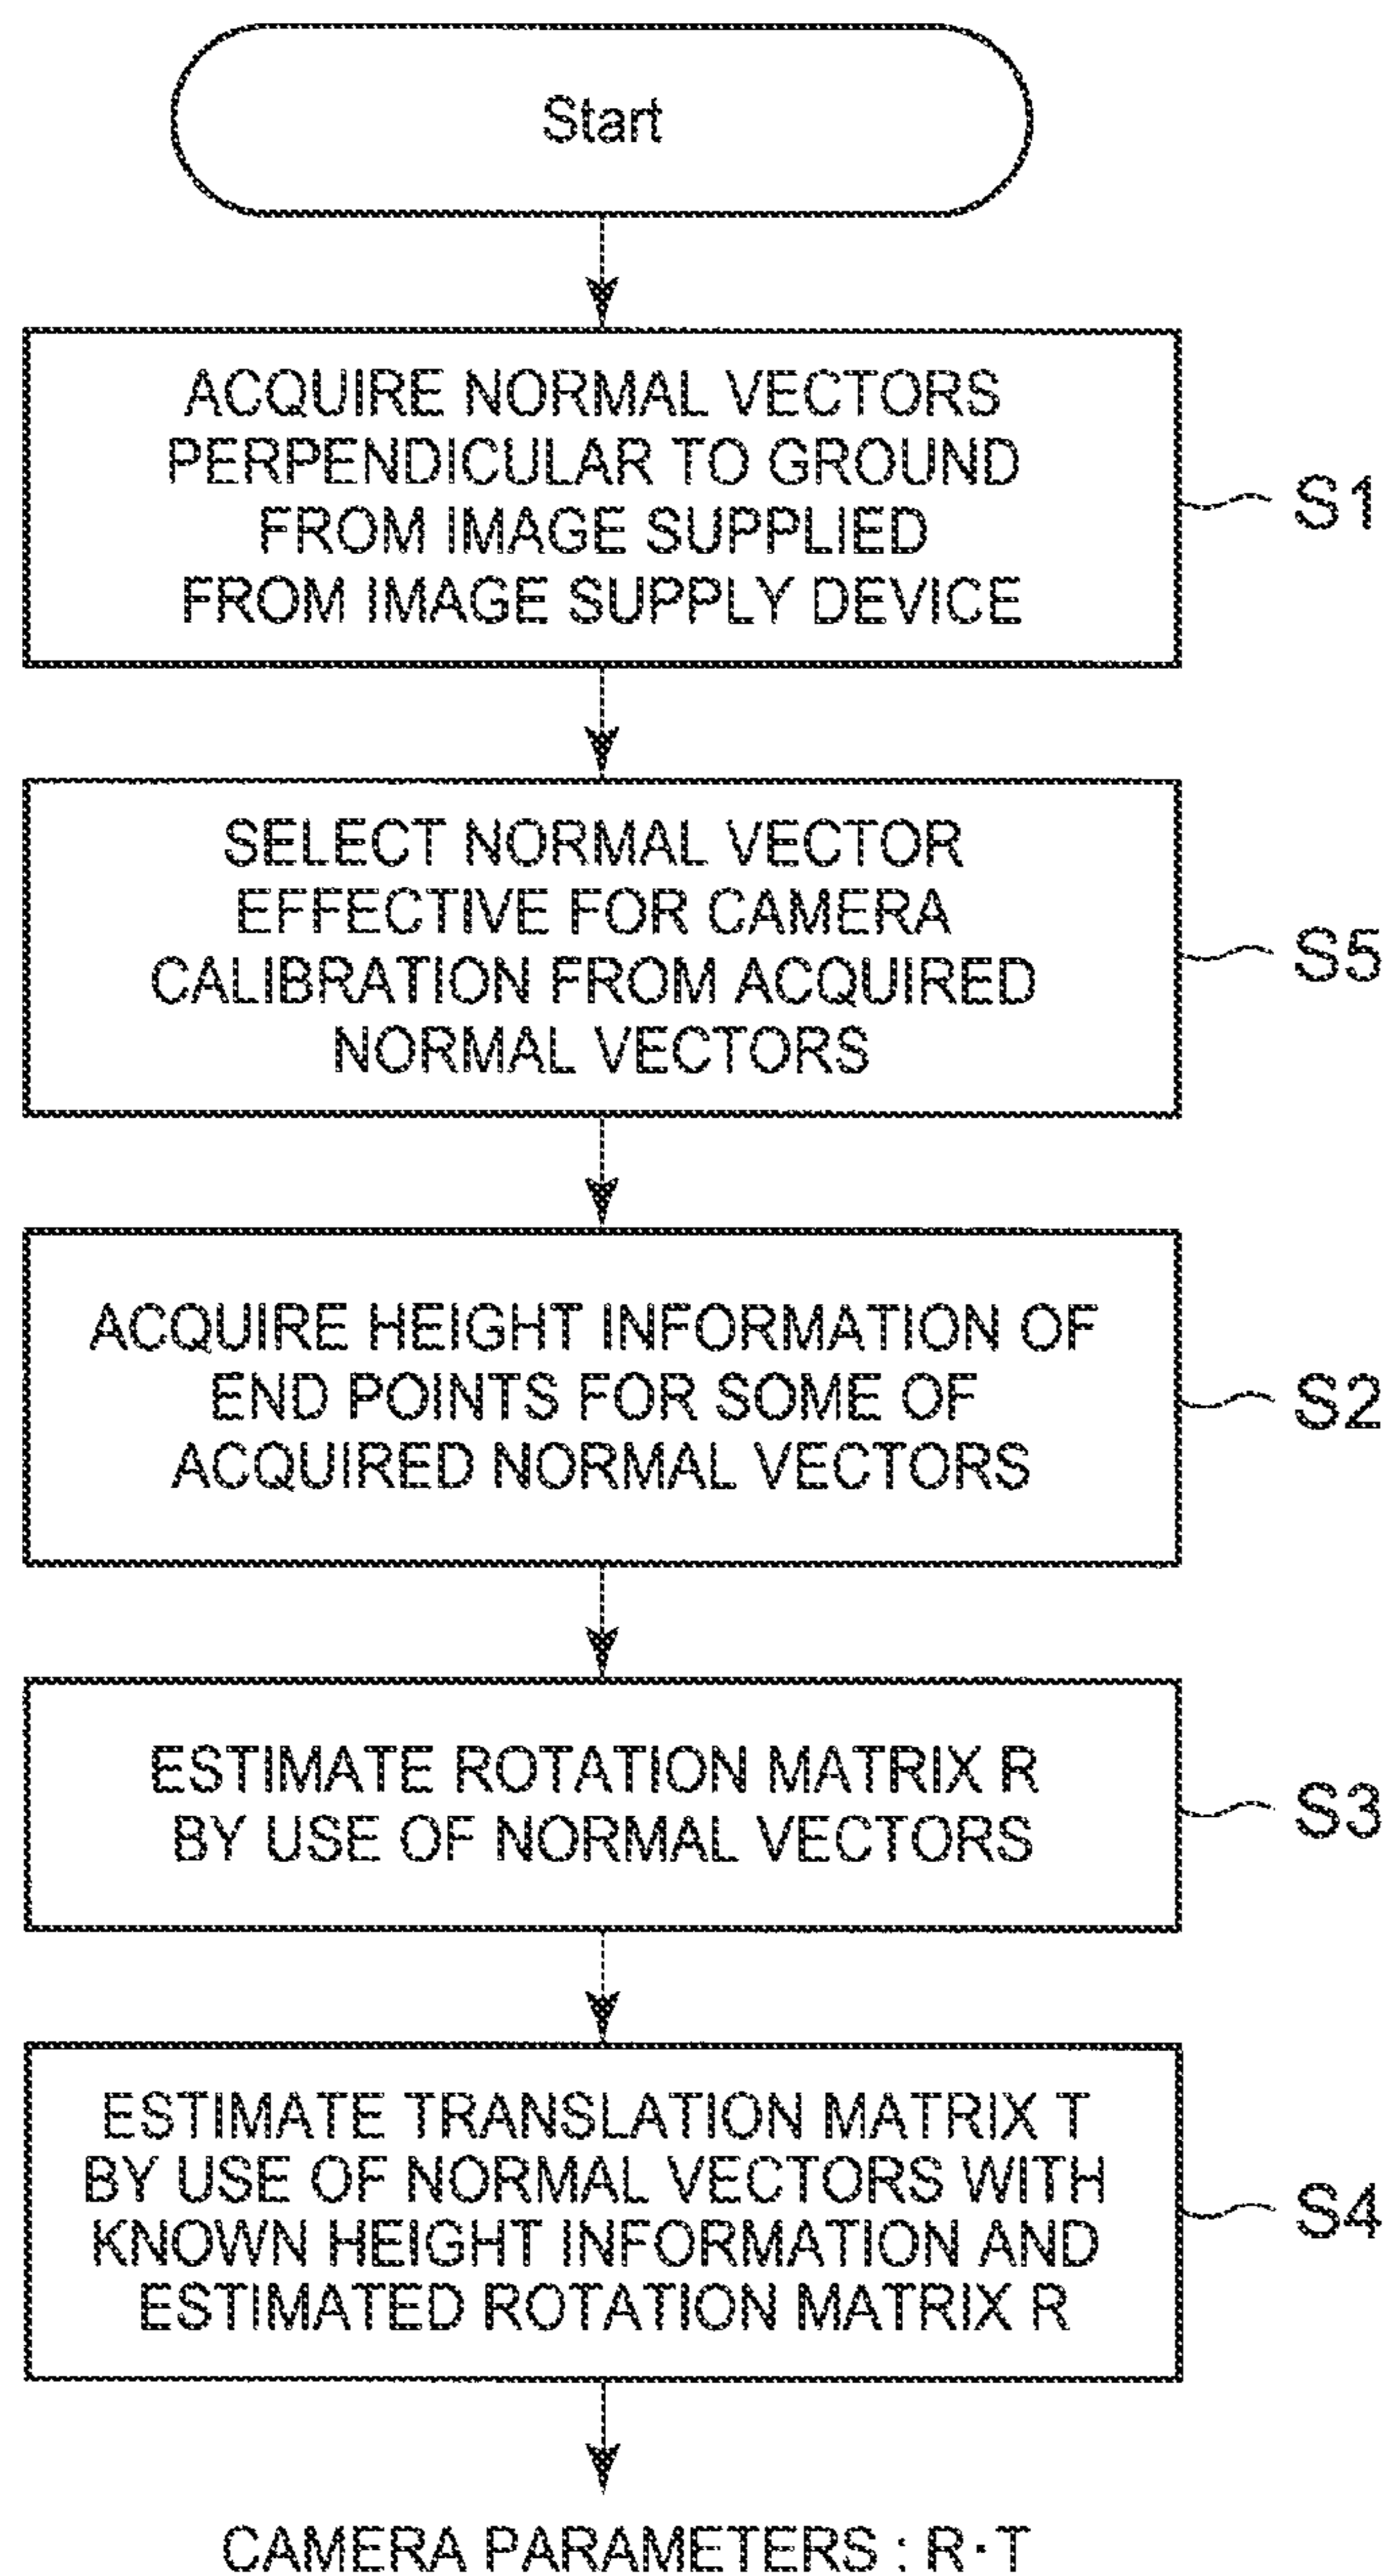 Start
ACQUIRE NORMAL VECTORS
PERPENDICULAR TO GROUND
FROM IMAGE SUPPLIED
FROM IMAGE SUPPLY DEVICE
S1
SELECT NORMAL VECTOR
EFFECTIVE FOR CAMERA
CALIBRATION FROM ACQUIRED
NORMAL VECTORS
S5
ACQUIRE HEIGHT INFORMATION OF
END POINTS FOR SOME OF
ACQUIRED NORMAL VECTORS
S2
ESTIMATE ROTATION MATRIX R
BY USE OF NORMAL VECTORS
S3
ESTIMATE TRANSLATION MATRIX T
BY USE OF NORMAL VECTORS WITH
KNOWN HEIGHT INFORMATION AND
ESTIMATED ROTATION MATRIX R
S4
CAMERA PARAMETERS : R·T